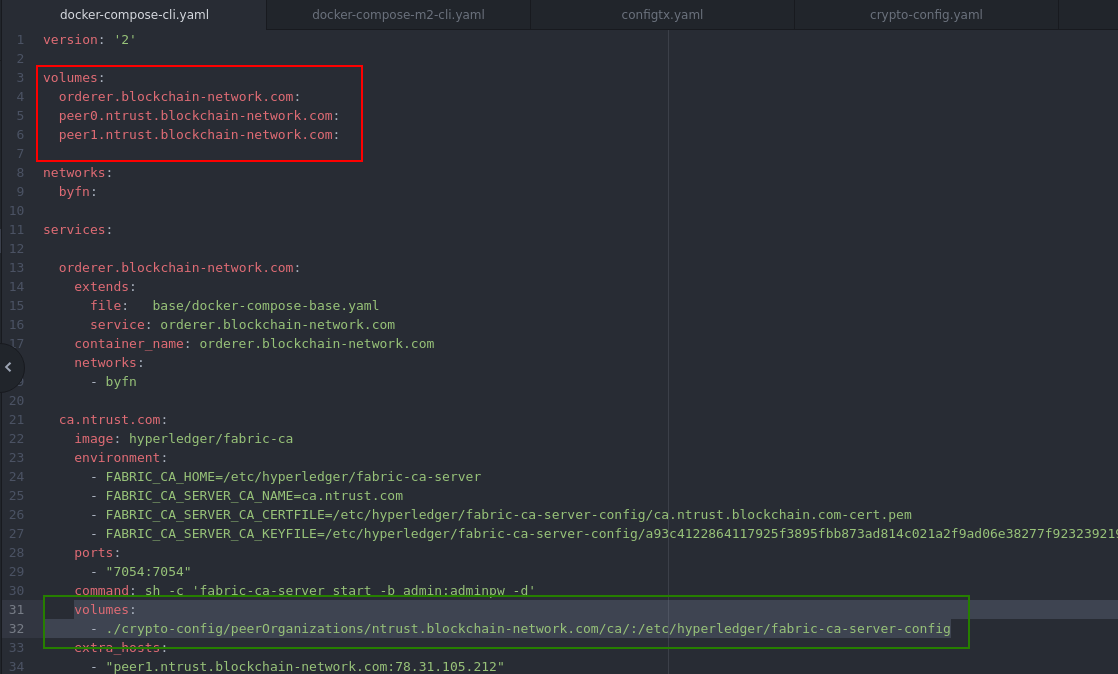 docker-compose-cli.yaml docker-compose-m2-cli.yaml configtx.yaml crypto-config.yaml
1 version: '2'
2
3 volumes:
4   orderer.blockchain-network.com:
5   peer0.ntrust.blockchain-network.com:
6   peer1.ntrust.blockchain-network.com:
7
8 networks:
9   byfn:
10
11 services:
12
13   orderer.blockchain-network.com:
14     extends:
15       file:   base/docker-compose-base.yaml
16       service: orderer.blockchain-network.com
17     container_name: orderer.blockchain-network.com
    networks:
9       - byfn
20
21   ca.ntrust.com:
22     image: hyperledger/fabric-ca
23     environment:
24       - FABRIC_CA_HOME=/etc/hyperledger/fabric-ca-server
25       - FABRIC_CA_SERVER_CA_NAME=ca.ntrust.com
26       - FABRIC_CA_SERVER_CA_CERTFILE=/etc/hyperledger/fabric-ca-server-config/ca.ntrust.blockchain.com-cert.pem
27       - FABRIC_CA_SERVER_CA_KEYFILE=/etc/hyperledger/fabric-ca-server-config/a93c4122864117925f3895fbb873ad814c021a2f9ad06e38277f923239219
28     ports:
29       - "7054:7054"
30     command: sh -c 'fabric-ca-server start -b admin:adminpw -d'
31     volumes:
32       - ./crypto-config/peerOrganizations/ntrust.blockchain-network.com/ca/:/etc/hyperledger/fabric-ca-server-config
33     extra_hosts:
34       - "peer1.ntrust.blockchain-network.com:78.31.105.212"